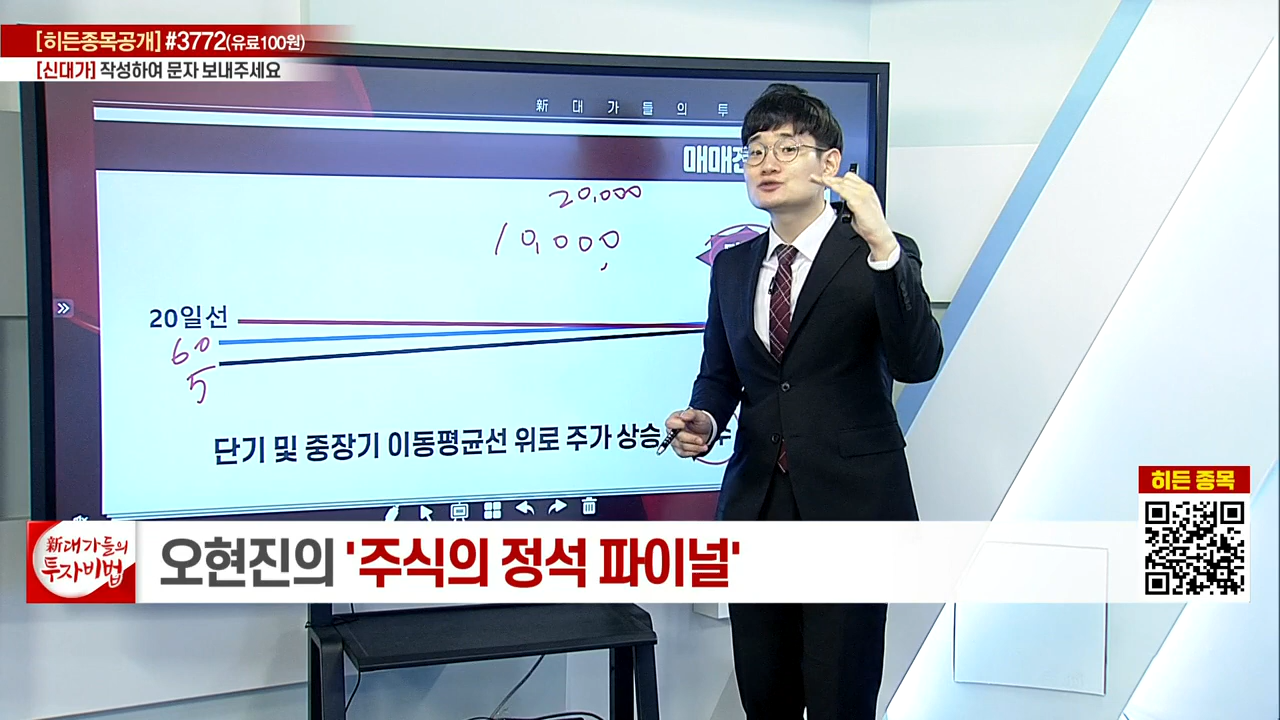 [히든종목공개] #3772(유료100원)
[신대가] 작성하여 문자 보내주세요
新 대 가 들 의 투
매매
20,000
10,000
20일선
60
5
단기 및 중장기 이동평균선 위로 주가 상승
히든 종목
新대가들의
투자비법
오현진의 '주식의 정석 파이널'